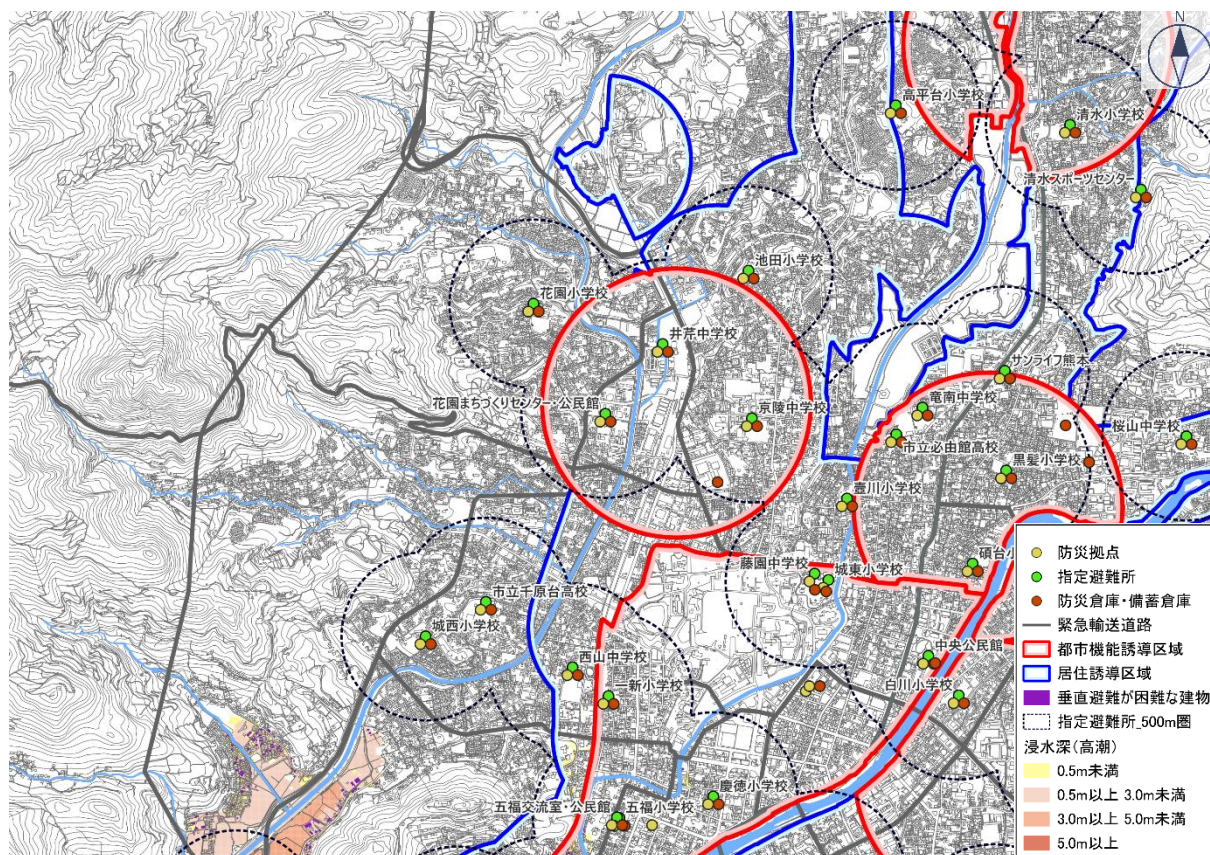 N
高平台小学校
清水小学校
清水スポーツセンター
池田小学校
花園小学校
井芹中学校
サンライフ熊本
花園まちづくりセンター・公民館
京陵中学校
竜南中学校
桜山中学校
市立必由館高校
黒髪小学校
壺川小学校
藤園中学校
城東小学校
碩台小
市立千原台高校
城西小学校
西山中学校
一新小学校
中央公民館
白川小学校
慶徳小学校
五福交流室・公民館
五福小学校
防災拠点
指定避難所
防災倉庫・備蓄倉庫
緊急輸送道路
都市機能誘導区域
居住誘導区域
垂直避難が困難な建物
指定避難所_500m圏
浸水深(高潮)
0.5m未満
0.5m以上 3.0m未満
3.0m以上 5.0m未満
5.0m以上